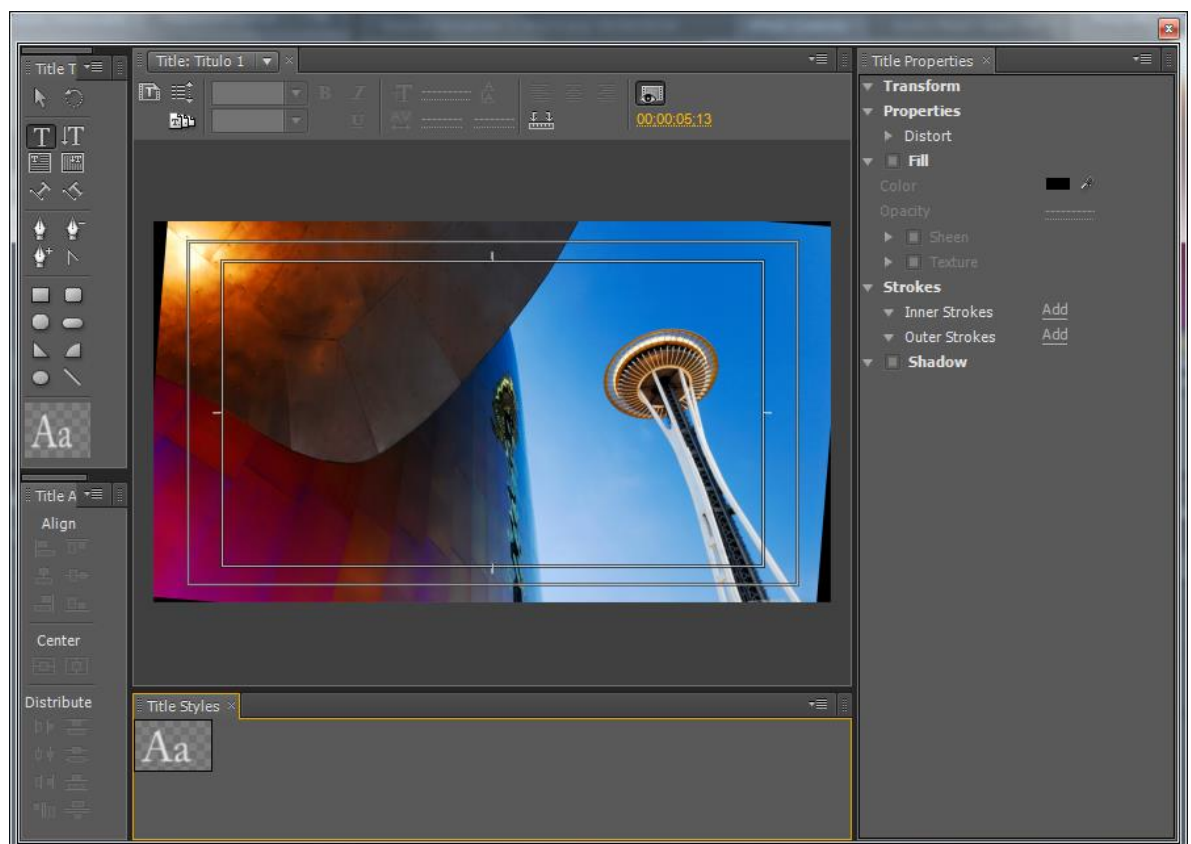 Title T
Title: Titulo 1
Title Properties
Transform
Properties
Distort
Fill
Color
Opacity
Sheen
Texture
Strokes
Inner Strokes Add
Outer Strokes Add
Shadow
B I T
U
00;00;05;13
T T
Aa
Title A
Align
Center
Distribute
Title Styles
Aa